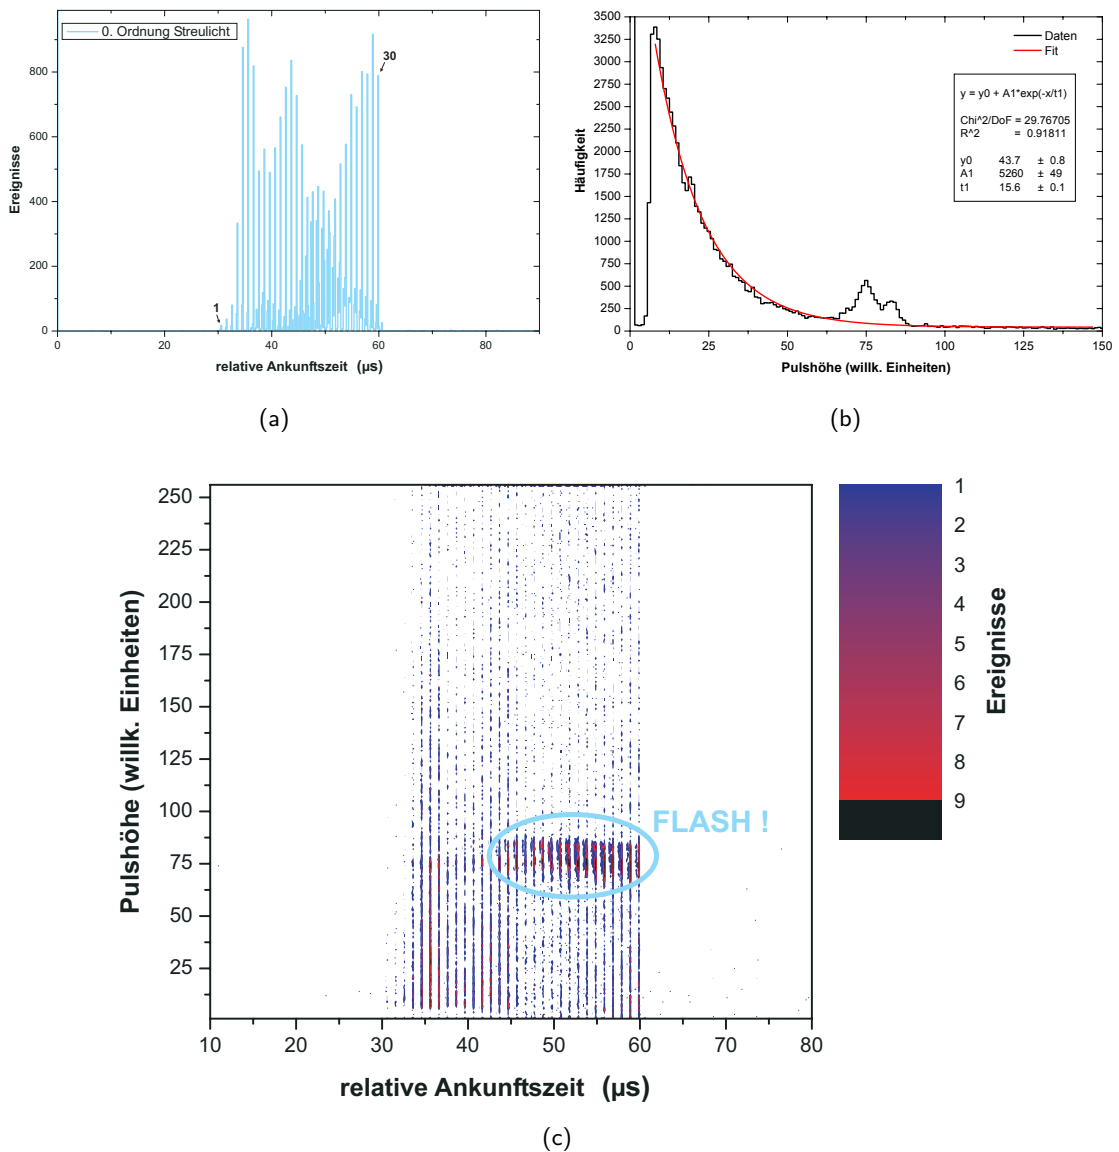 0. Ordnung Streulicht
30
1
Ereignisse
800
600
400
200
0
0
20
40
60
80
relative Ankunftszeit (µs)
(a)
Häufigkeit
3500
3250
3000
2750
2500
2250
2000
1750
1500
1250
1000
750
500
250
0
Daten
Fit
y = y0 + A1*exp(-x/t1)
Chi^2/DoF = 29.76705
R^2 = 0.91811
y0 43.7 ± 0.8
A1 5260 ± 49
t1 15.6 ± 0.1
0 25 50 75 100 125 150
Pulshöhe (willk. Einheiten)
(b)
Pulshöhe (willk. Einheiten)
250
225
200
175
150
125
100
75
50
25
FLASH !
10 20 30 40 50 60 70 80
relative Ankunftszeit (µs)
1
2
3
4
5
6
7
8
9
Ereignisse
(c)